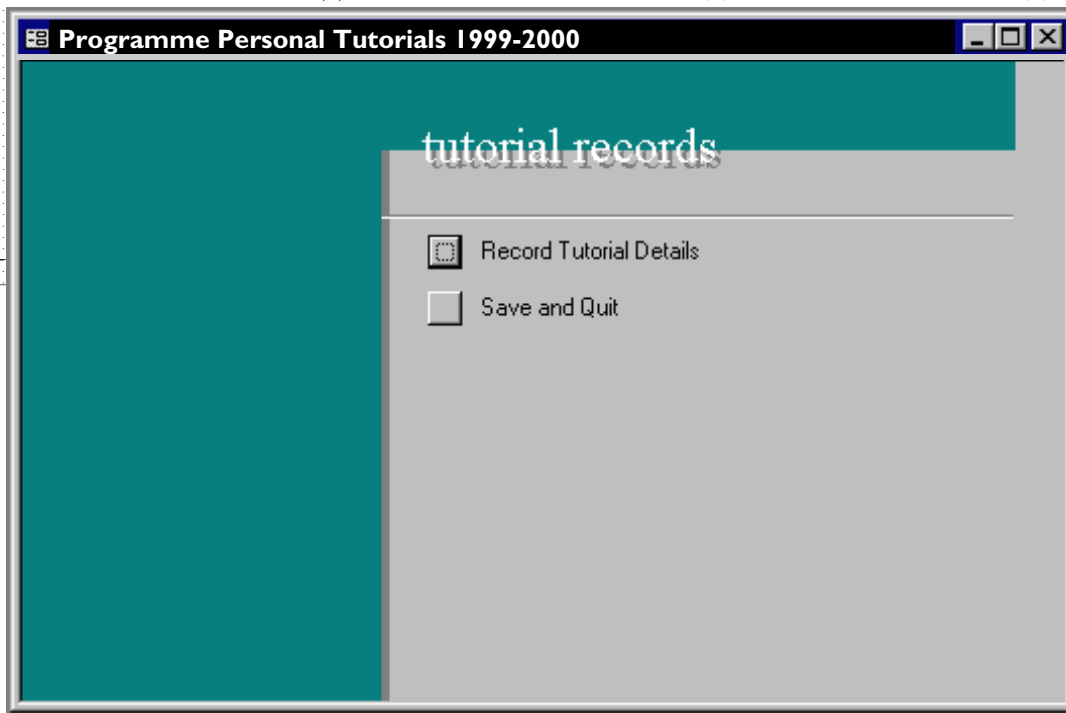 Programme Personal Tutorials 1999-2000
tutorial records
Record Tutorial Details
Save and Quit